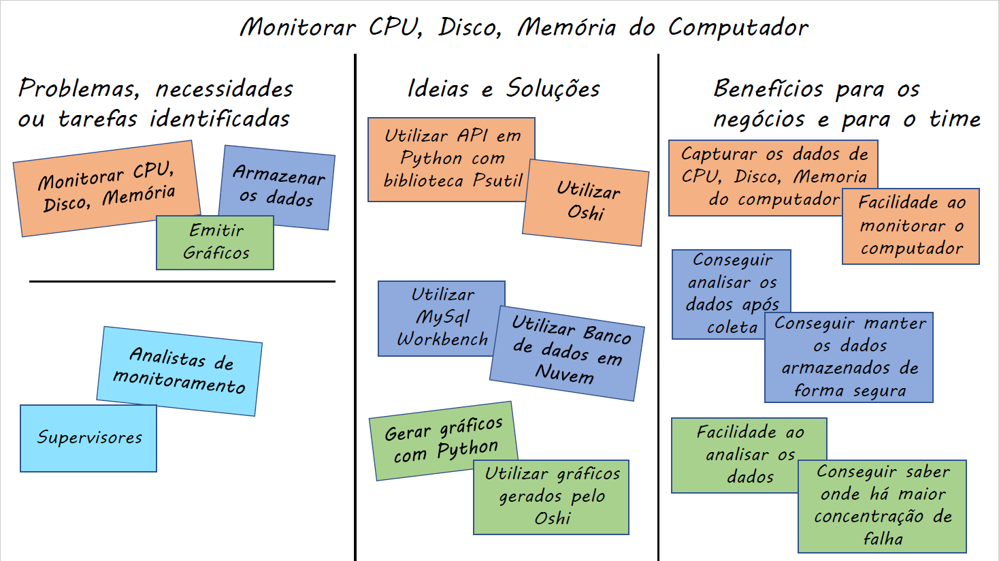 Monitorar CPU, Disco, Memória do Computador
Problemas, necessidades
ou tarefas identificadas
Monitorar CPU,
Disco, Memória
Armazenar
os dados
Emitir
Gráficos
Analistas de
monitoramento
Supervisores
Ideias e Soluções
Utilizar API em
Python com
biblioteca Psutil
Utilizar
Oshi
Utilizar
MySql
Workbench
Utilizar Banco
de dados em
Nuvem
Gerar gráficos
com Python
Utilizar gráficos
gerados pelo
Oshi
Benefícios para os
negócios e para o time
Capturar os dados de
CPU, Disco, Memoria
do computador
Facilidade ao
monitorar o
computador
Conseguir
analisar os
dados após
coleta
Conseguir manter
os dados
armazenados de
forma segura
Facilidade ao
analisar os
dados
Conseguir saber
onde há maior
concentração de
falha